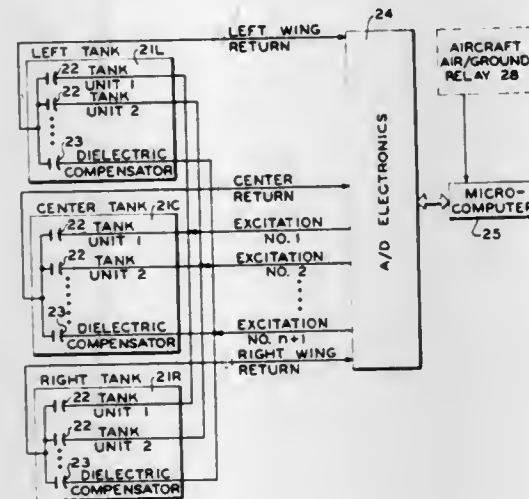 LEFT WING
RETURN
24
LEFT TANK 21L
22 TANK
UNIT 1
22 TANK
UNIT 2
23
DIELECTRIC
COMPENSATOR
AIRCRAFT
AIR/GROUND
RELAY 28
CENTER
RETURN
CENTER TANK 21C
22 TANK
UNIT 1
22 TANK
UNIT 2
23 DIELECTRIC
COMPENSATOR
EXCITATION
NO. 1
EXCITATION
NO. 2
EXCITATION
NO. n+1
A/D ELECTRONICS
MICRO-
COMPUTER
25
RIGHT WING
RETURN
RIGHT TANK 21R
22 TANK
UNIT 1
22 TANK
UNIT 2
23
DIELECTRIC
COMPENSATOR